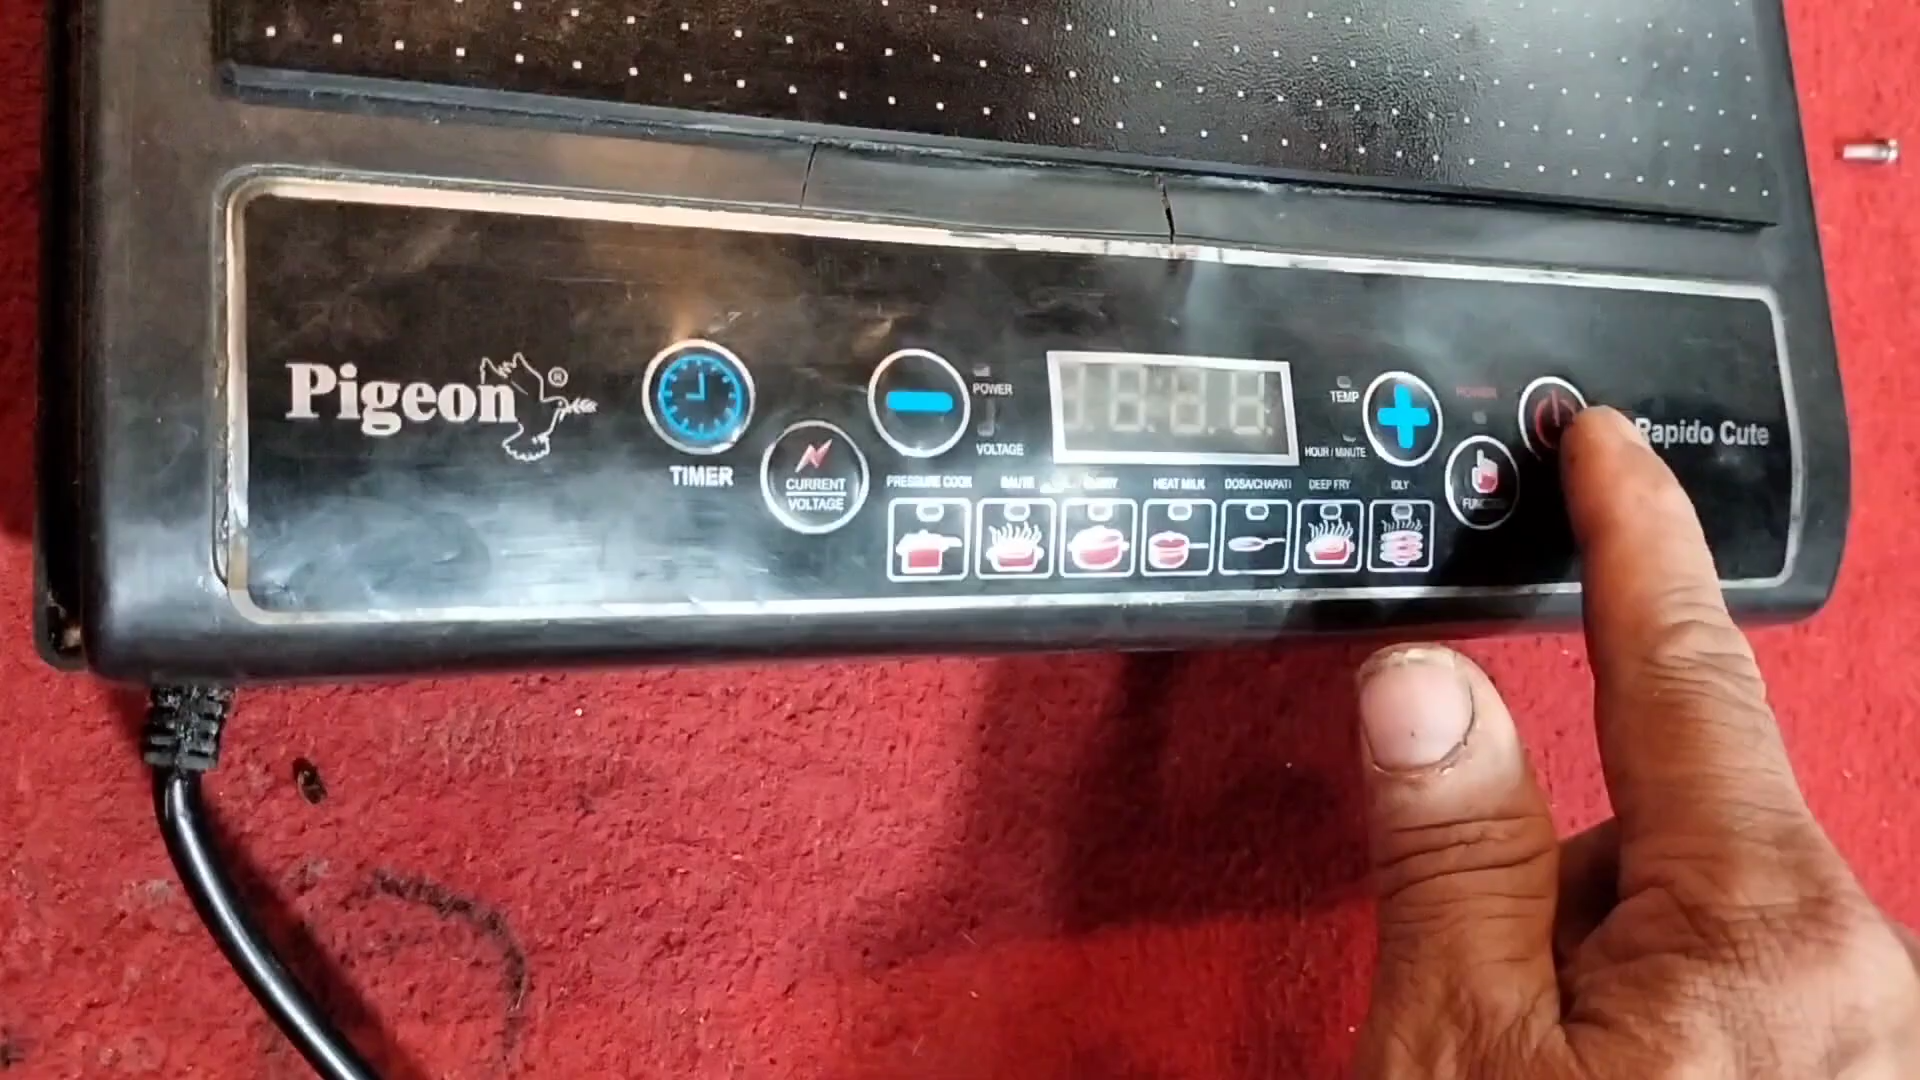 Pigeon ®
TIMER
CURRENT
VOLTAGE
POWER
VOLTAGE
TEMP
HOUR / MINUTE
Rapido Cute
PRESSURE COOK
HEAT MILK
DOSA/CHAPATI
DEEP FRY
IDLY